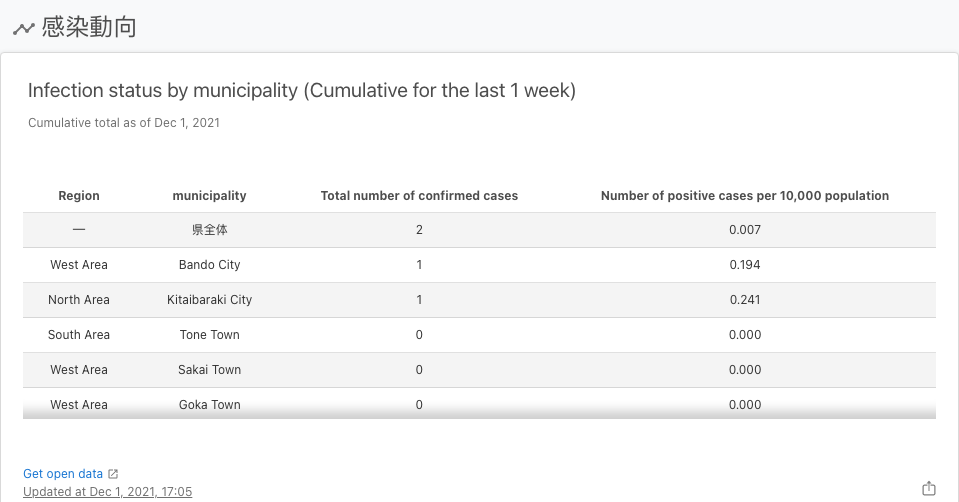 感染動向
Infection status by municipality (Cumulative for the last 1 week)
Cumulative total as of Dec 1, 2021
Region municipality Total number of confirmed cases Number of positive cases per 10,000 population
— 県全体 2 0.007
West Area Bando City 1 0.194
North Area Kitaibaraki City 1 0.241
South Area Tone Town 0 0.000
West Area Sakai Town 0 0.000
West Area Goka Town 0 0.000
Get open data
Updated at Dec 1, 2021, 17:05